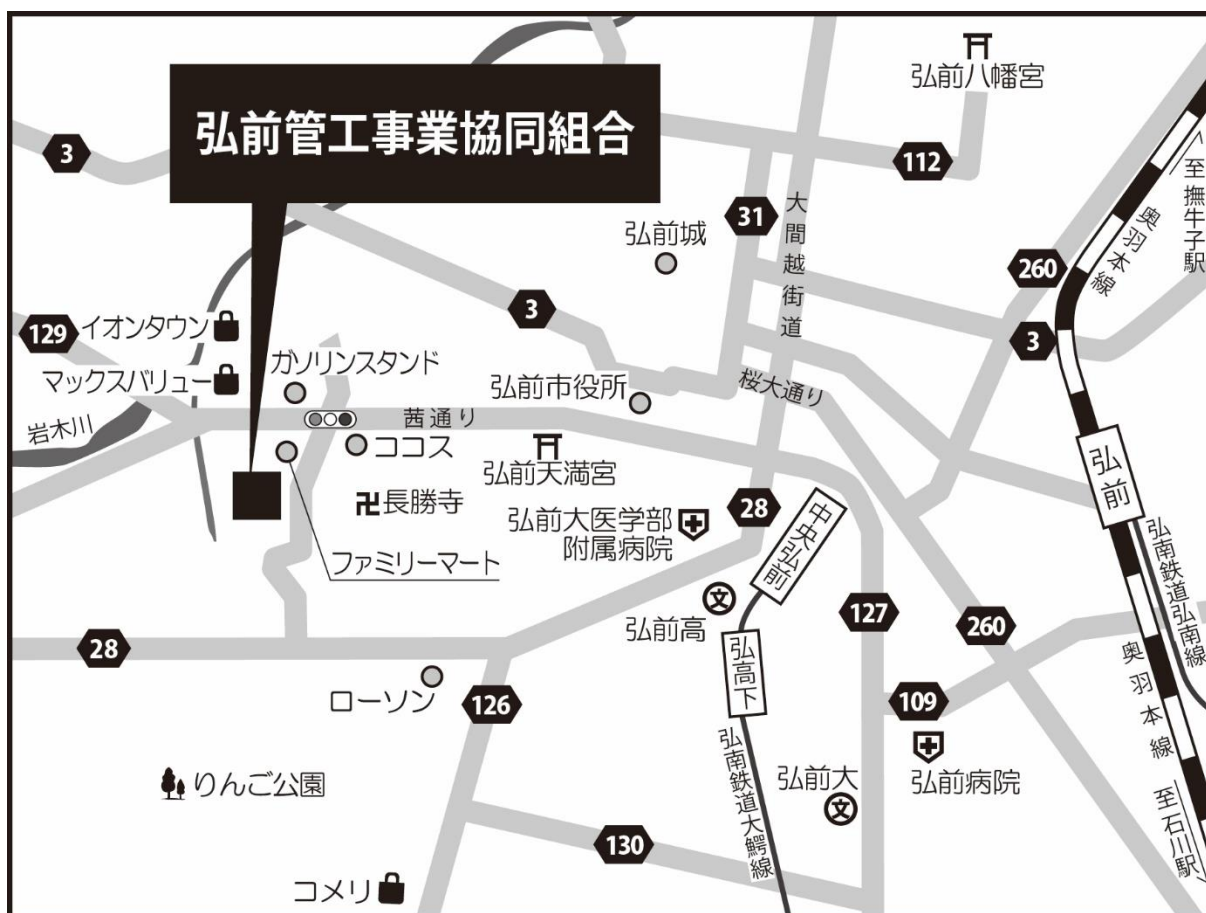 弘前八幡宮
弘前管工事業協同組合
3
112
至撫牛子駅
奥羽本線
31
大間越街道
弘前城
260
3
3
129
イオンタウン
ガソリンスタンド
マックスバリュー
弘前市役所
桜大通り
茜通り
岩木川
ココス
弘前天満宮
弘前
卍長勝寺
弘前大医学部
附属病院
28
中央弘前
ファミリーマート
弘南鉄道弘南線
弘前高
文
127
260
28
弘高下
奥羽本線
ローソン
126
109
弘南鉄道大鰐線
りんご公園
弘前大
文
弘前病院
至石川駅
130
コメリ